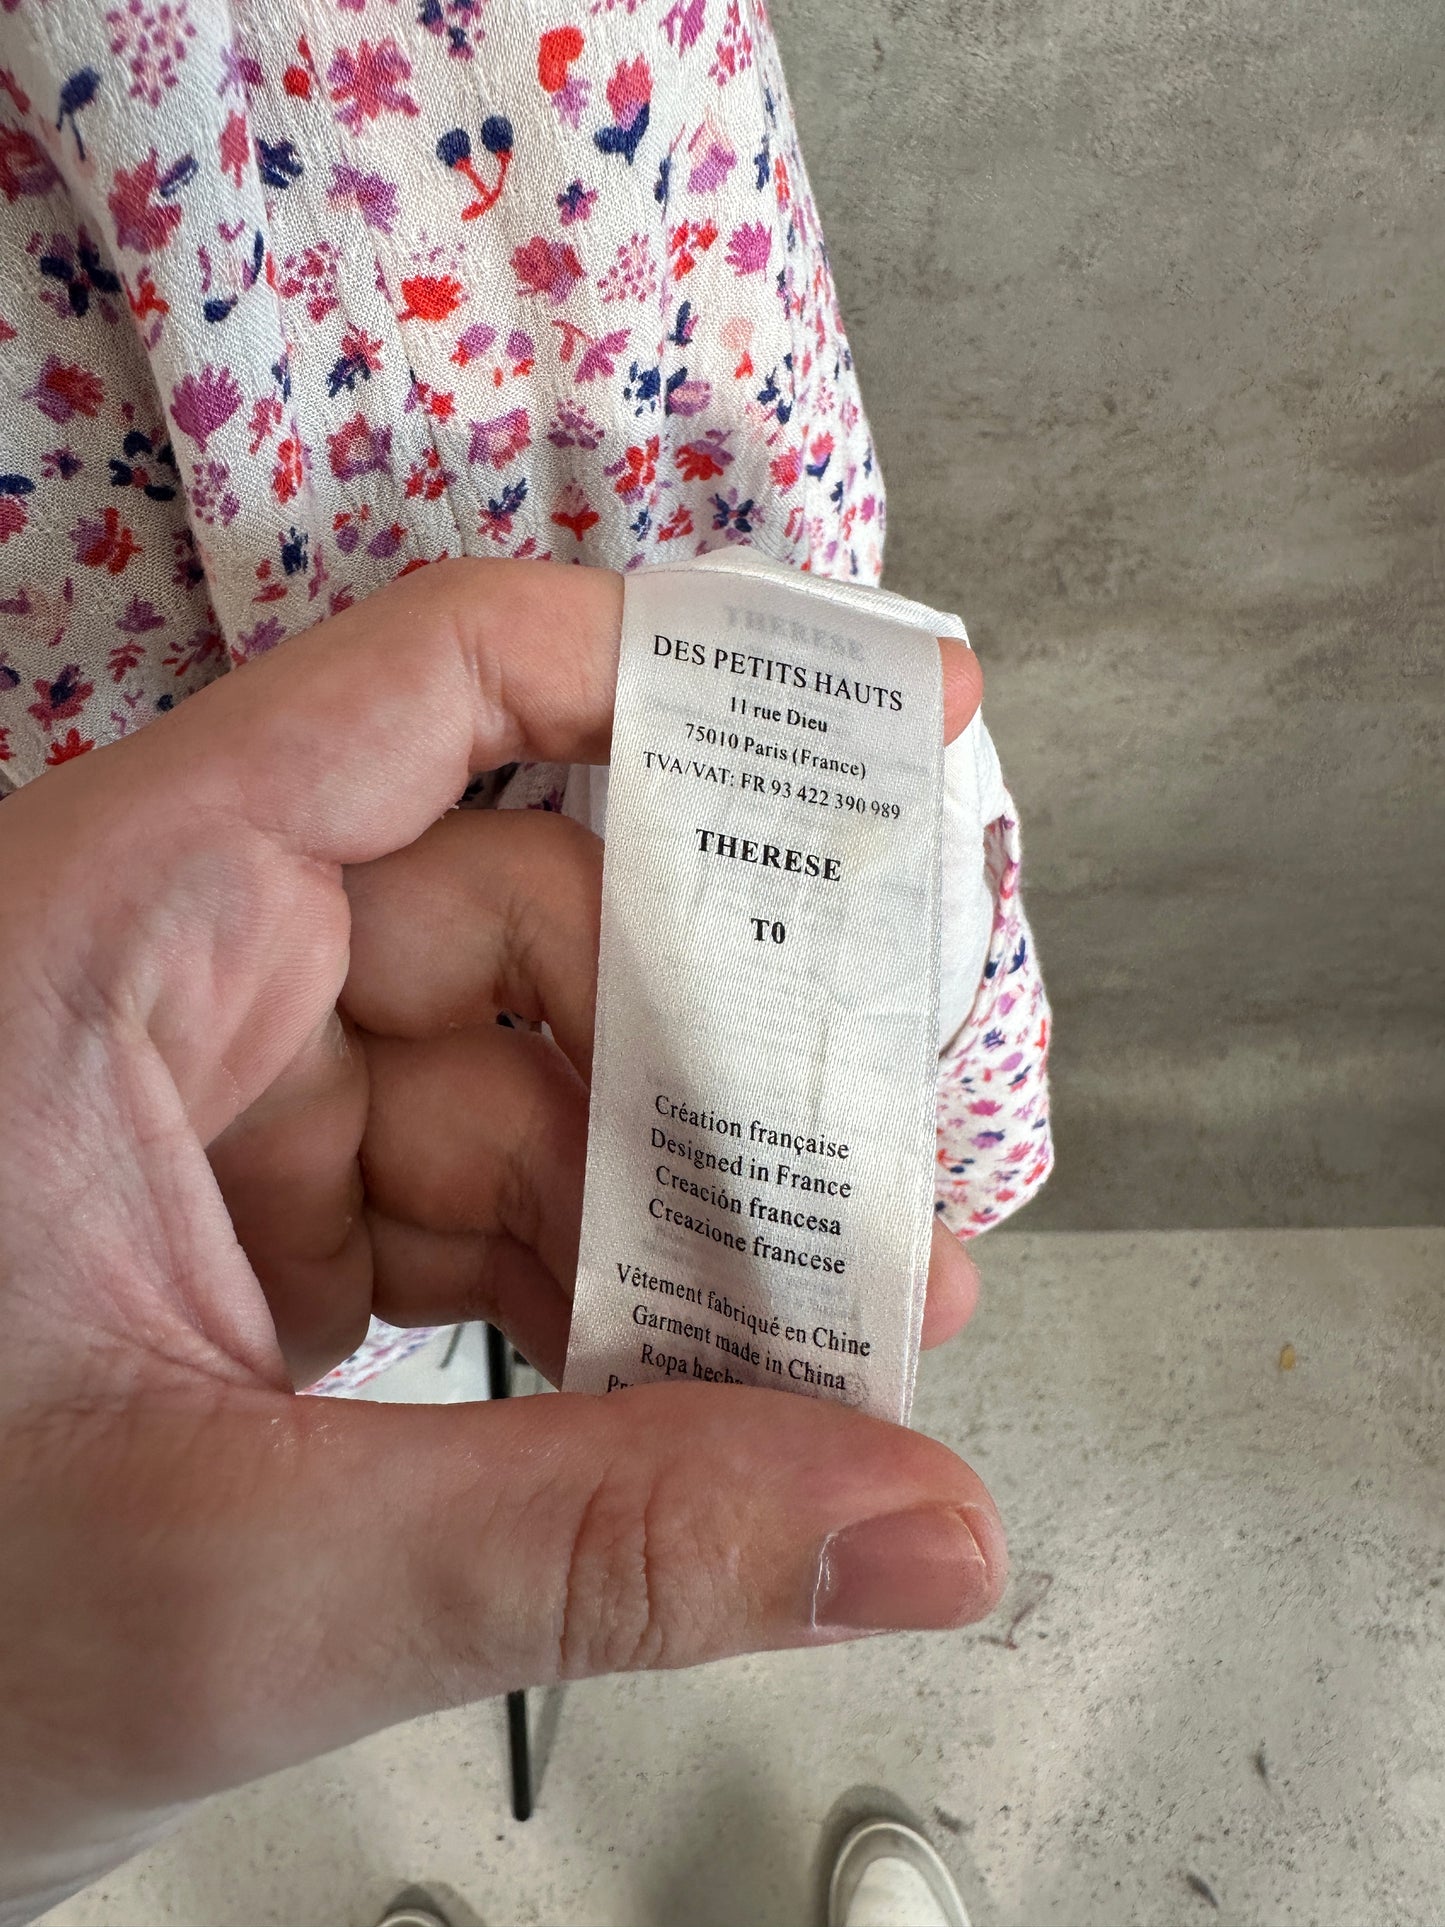 DES PETITS HAUTS
11 rue Dieu
75010 Paris (France)
TVA/VAT: FR 93 422 390 989
THERESE
T0
Création française
Designed in France
Creación francesa
Creazione francese
Vêtement fabriqué en Chine
Garment made in China
Ropa